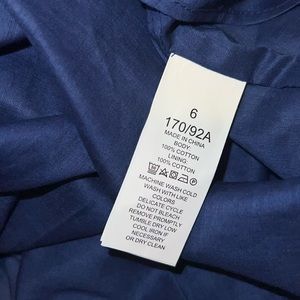 6
170/92A
MADE IN CHINA
BODY:
100% COTTON
LINING:
100% COTTON
MACHINE WASH COLD
WASH WITH LIKE
COLORS
DELICATE CYCLE
DO NOT BLEACH
REMOVE PROMPTLY
TUMBLE DRY LOW
COOL IRON IF
NECESSARY
OR DRY CLEAN